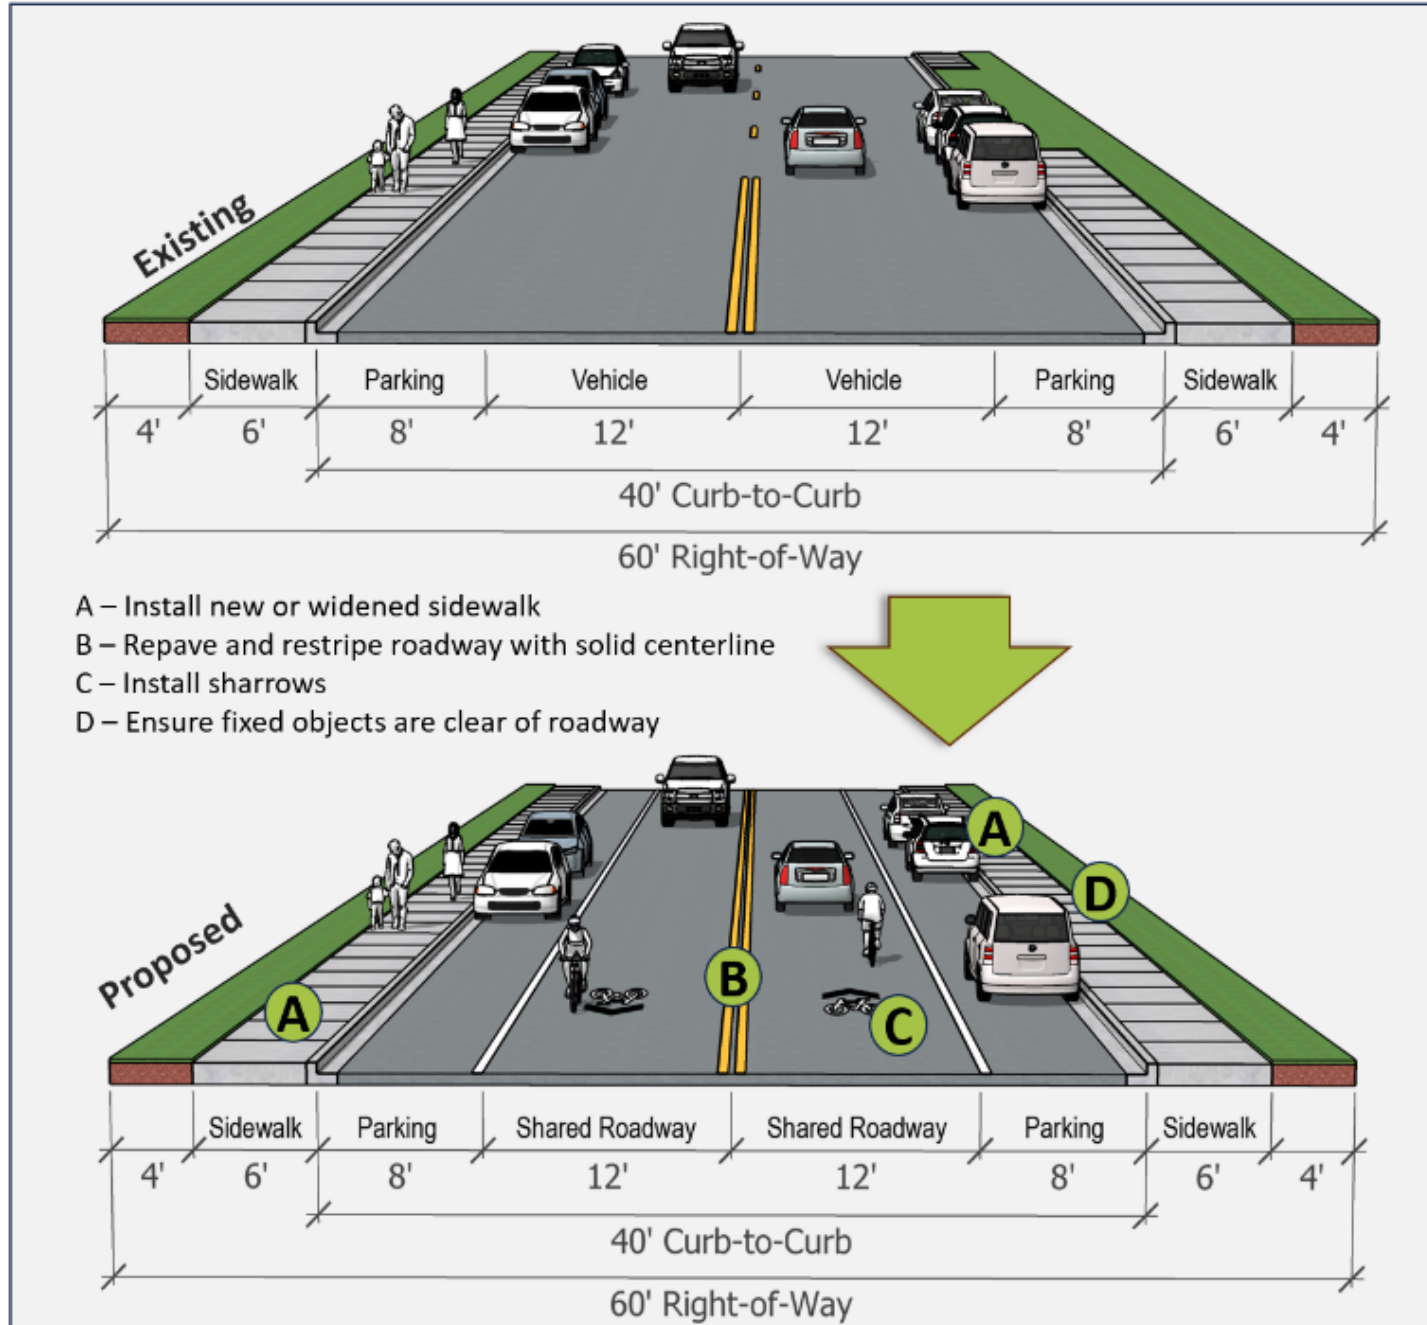 Existing
Sidewalk Parking Vehicle Vehicle Parking Sidewalk
4' 6' 8' 12' 12' 8' 6' 4'
40' Curb-to-Curb
60' Right-of-Way
A – Install new or widened sidewalk
B – Repave and restripe roadway with solid centerline
C – Install sharrows
D – Ensure fixed objects are clear of roadway
A
D
Proposed
B
A
C
Sidewalk Parking Shared Roadway Shared Roadway Parking Sidewalk
4' 6' 8' 12' 12' 8' 6' 4'
40' Curb-to-Curb
60' Right-of-Way